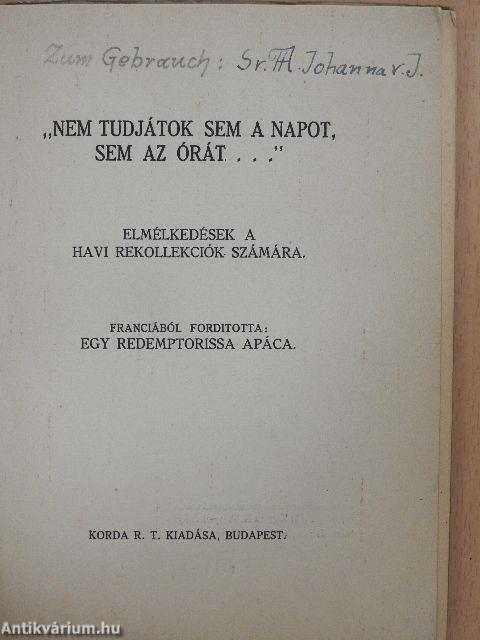 Zum Gebrauch: Sr. M. Johanna v. J.
„NEM TUDJÁTOK SEM A NAPOT,
SEM AZ ÓRÁT. . . .”
ELMÉLKEDÉSEK A
HAVI REKOLLEKCIÓK SZÁMÁRA.
FRANCIÁBÓL FORDITOTTA:
EGY REDEMPTORISSA APÁCA.
KORDA R. T. KIADÁSA, BUDAPEST.
Antikvárium.hu